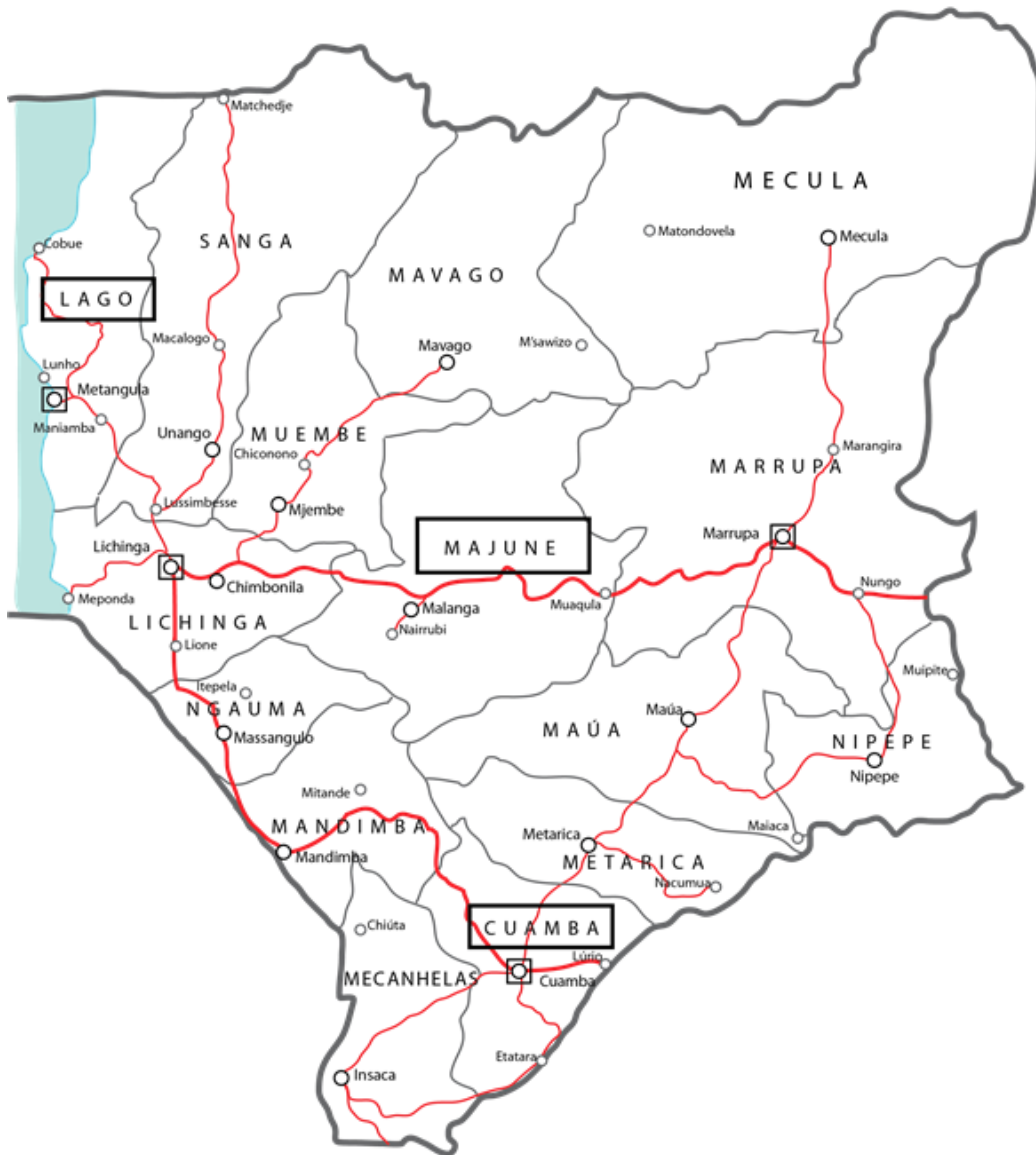 Matchedje
MECULA
Matondovela
Mecula
SANGA
Cobue
MAVAGO
LAGO
Macalogo
M'sawizo
Mavago
Lunho
Metangula
Maniamba
Unango
MUEMBE
Chiconono
Marangira
MARRUPA
Lussimbesse
Mjembe
Marrupa
Lichinga
MAJUNE
Chimbonila
Nungo
Meponda
Malanga
Muaqula
LICHINGA
Nairrubi
Lione
Muipite
Itepela
NGAUMA
Maúa
Massangulo
MAÚA
NIPEPE
Nipepe
Mitande
MANDIMBA
Maiaca
Metarica
Mandimba
METARICA
Nacumua
Chiúta
CUAMBA
Lúrio
MECANHELAS
Cuamba
Etatara
Insaca